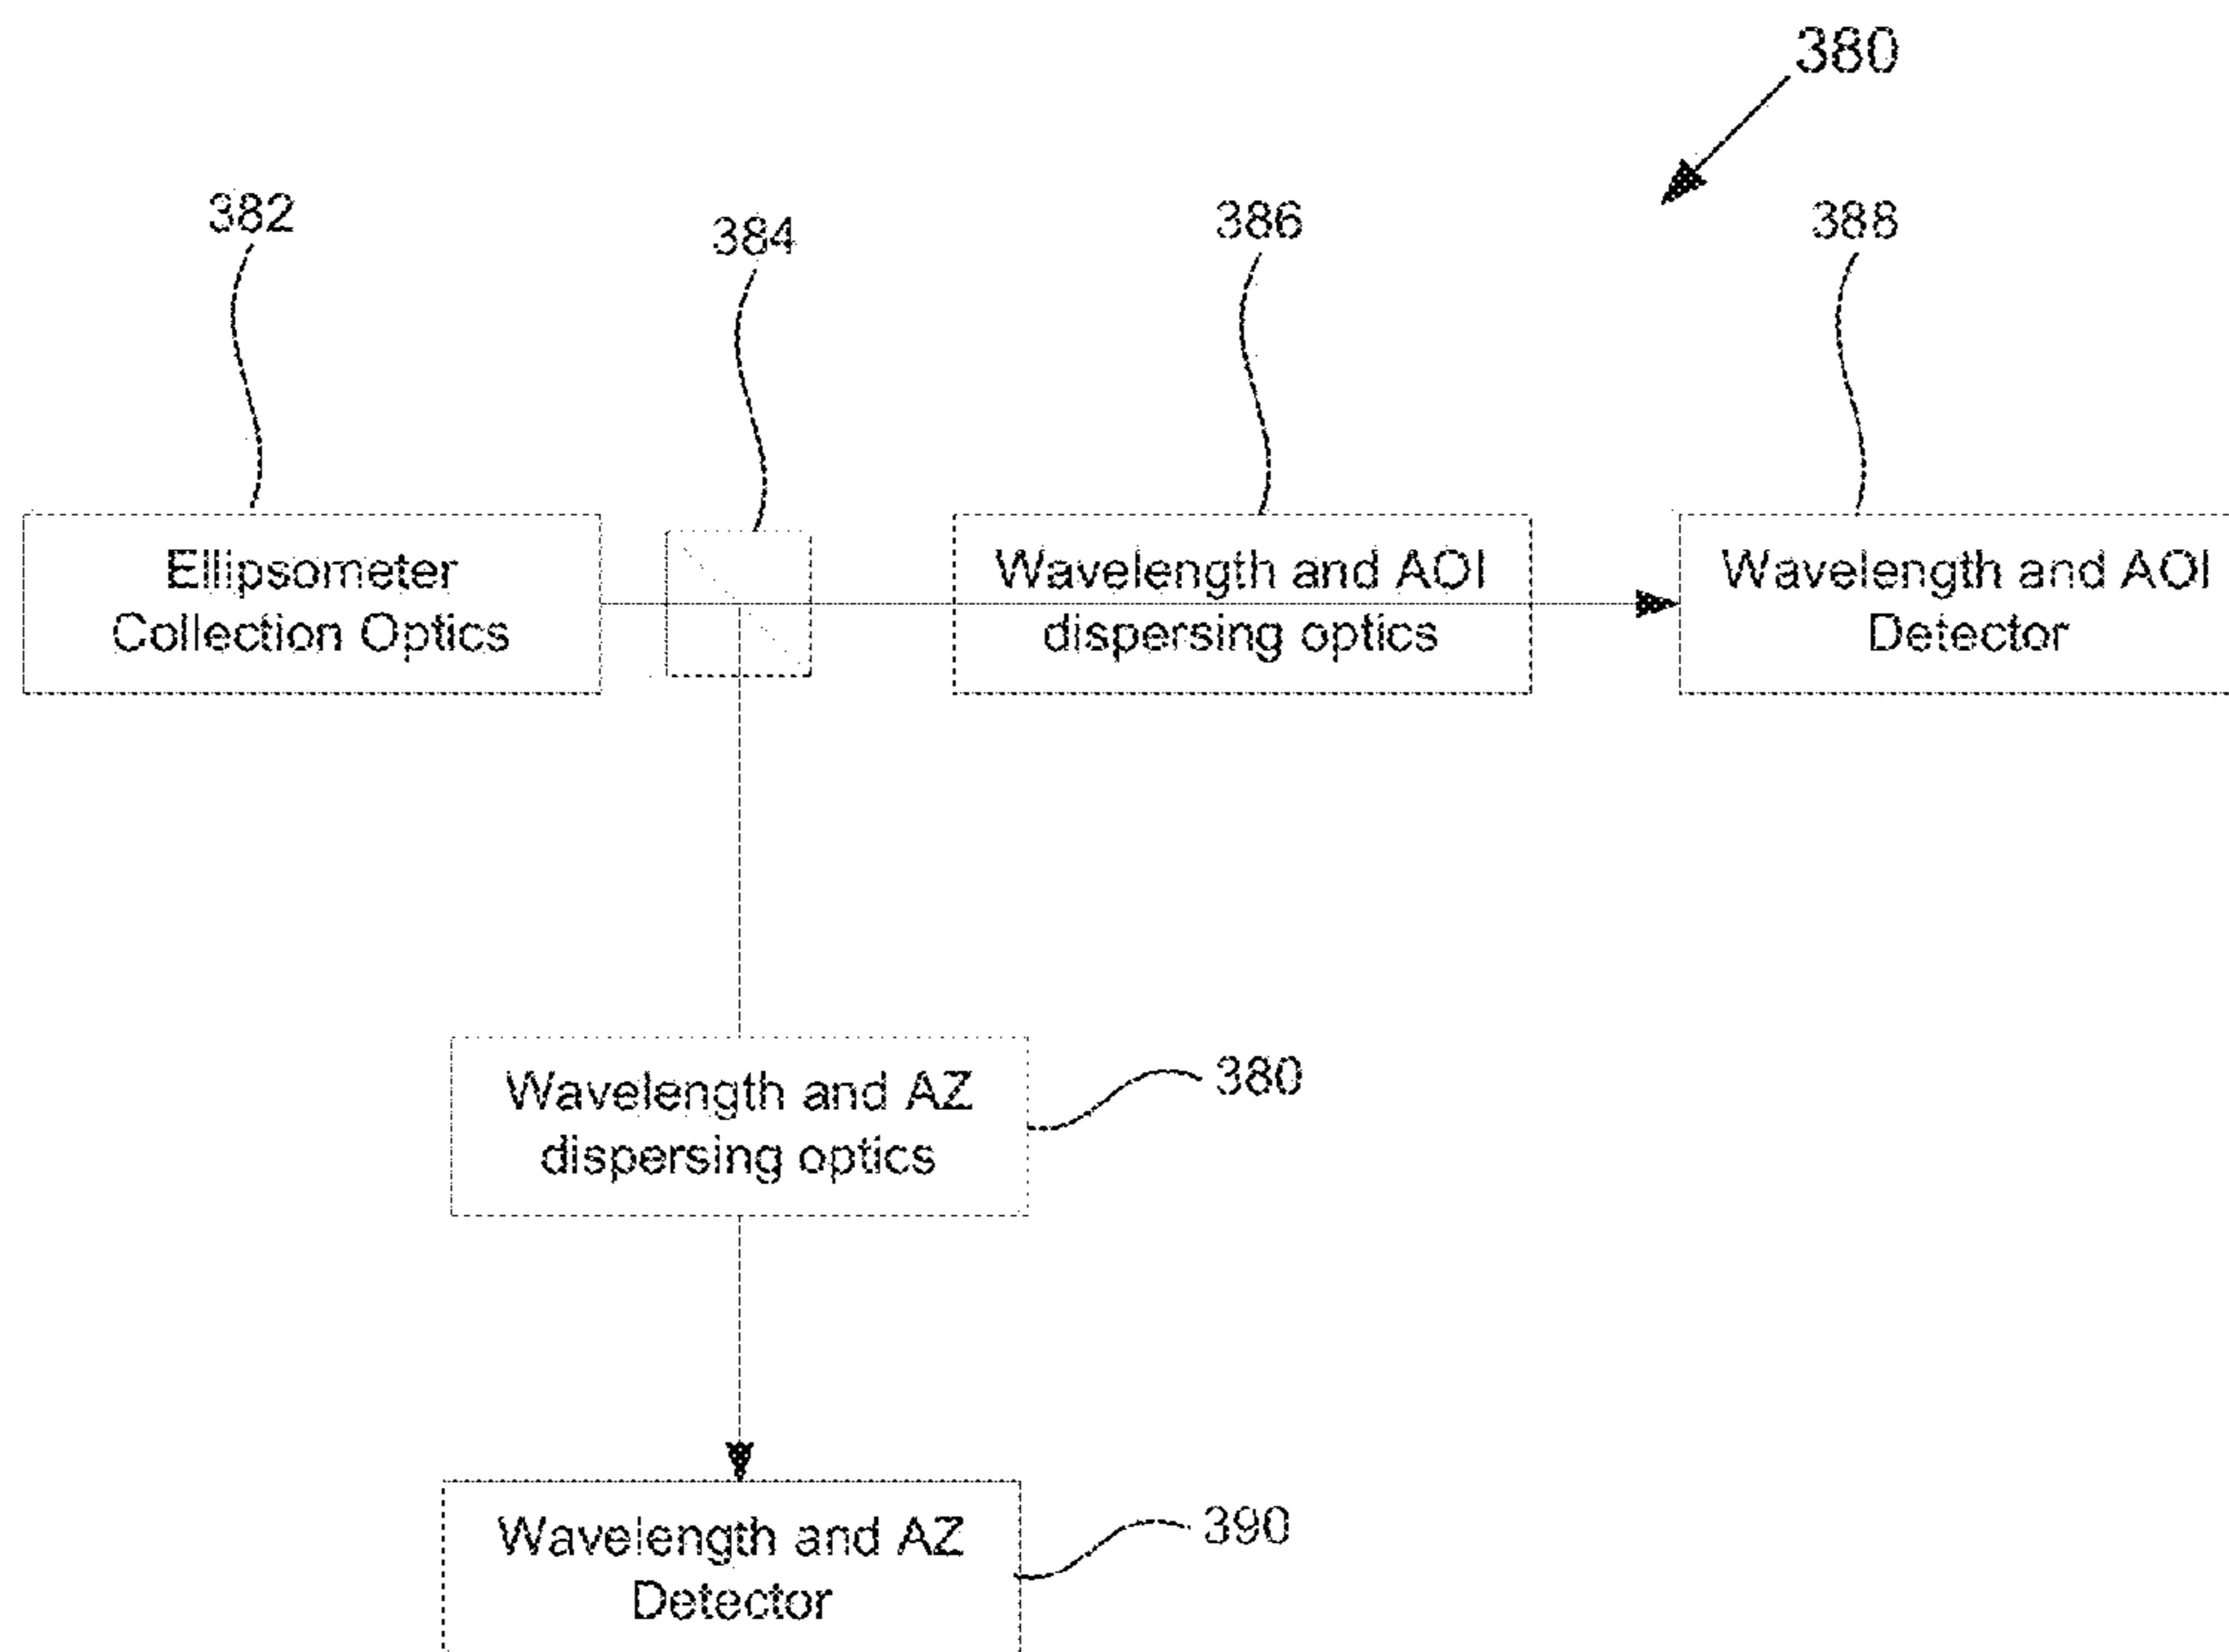 380
382
384
386
388
Ellipsometer
Collection Optics
Wavelength and AOI
dispersing optics
Wavelength and AOI
Detector
Wavelength and AZ
dispersing optics
380
Wavelength and AZ
Detector
390